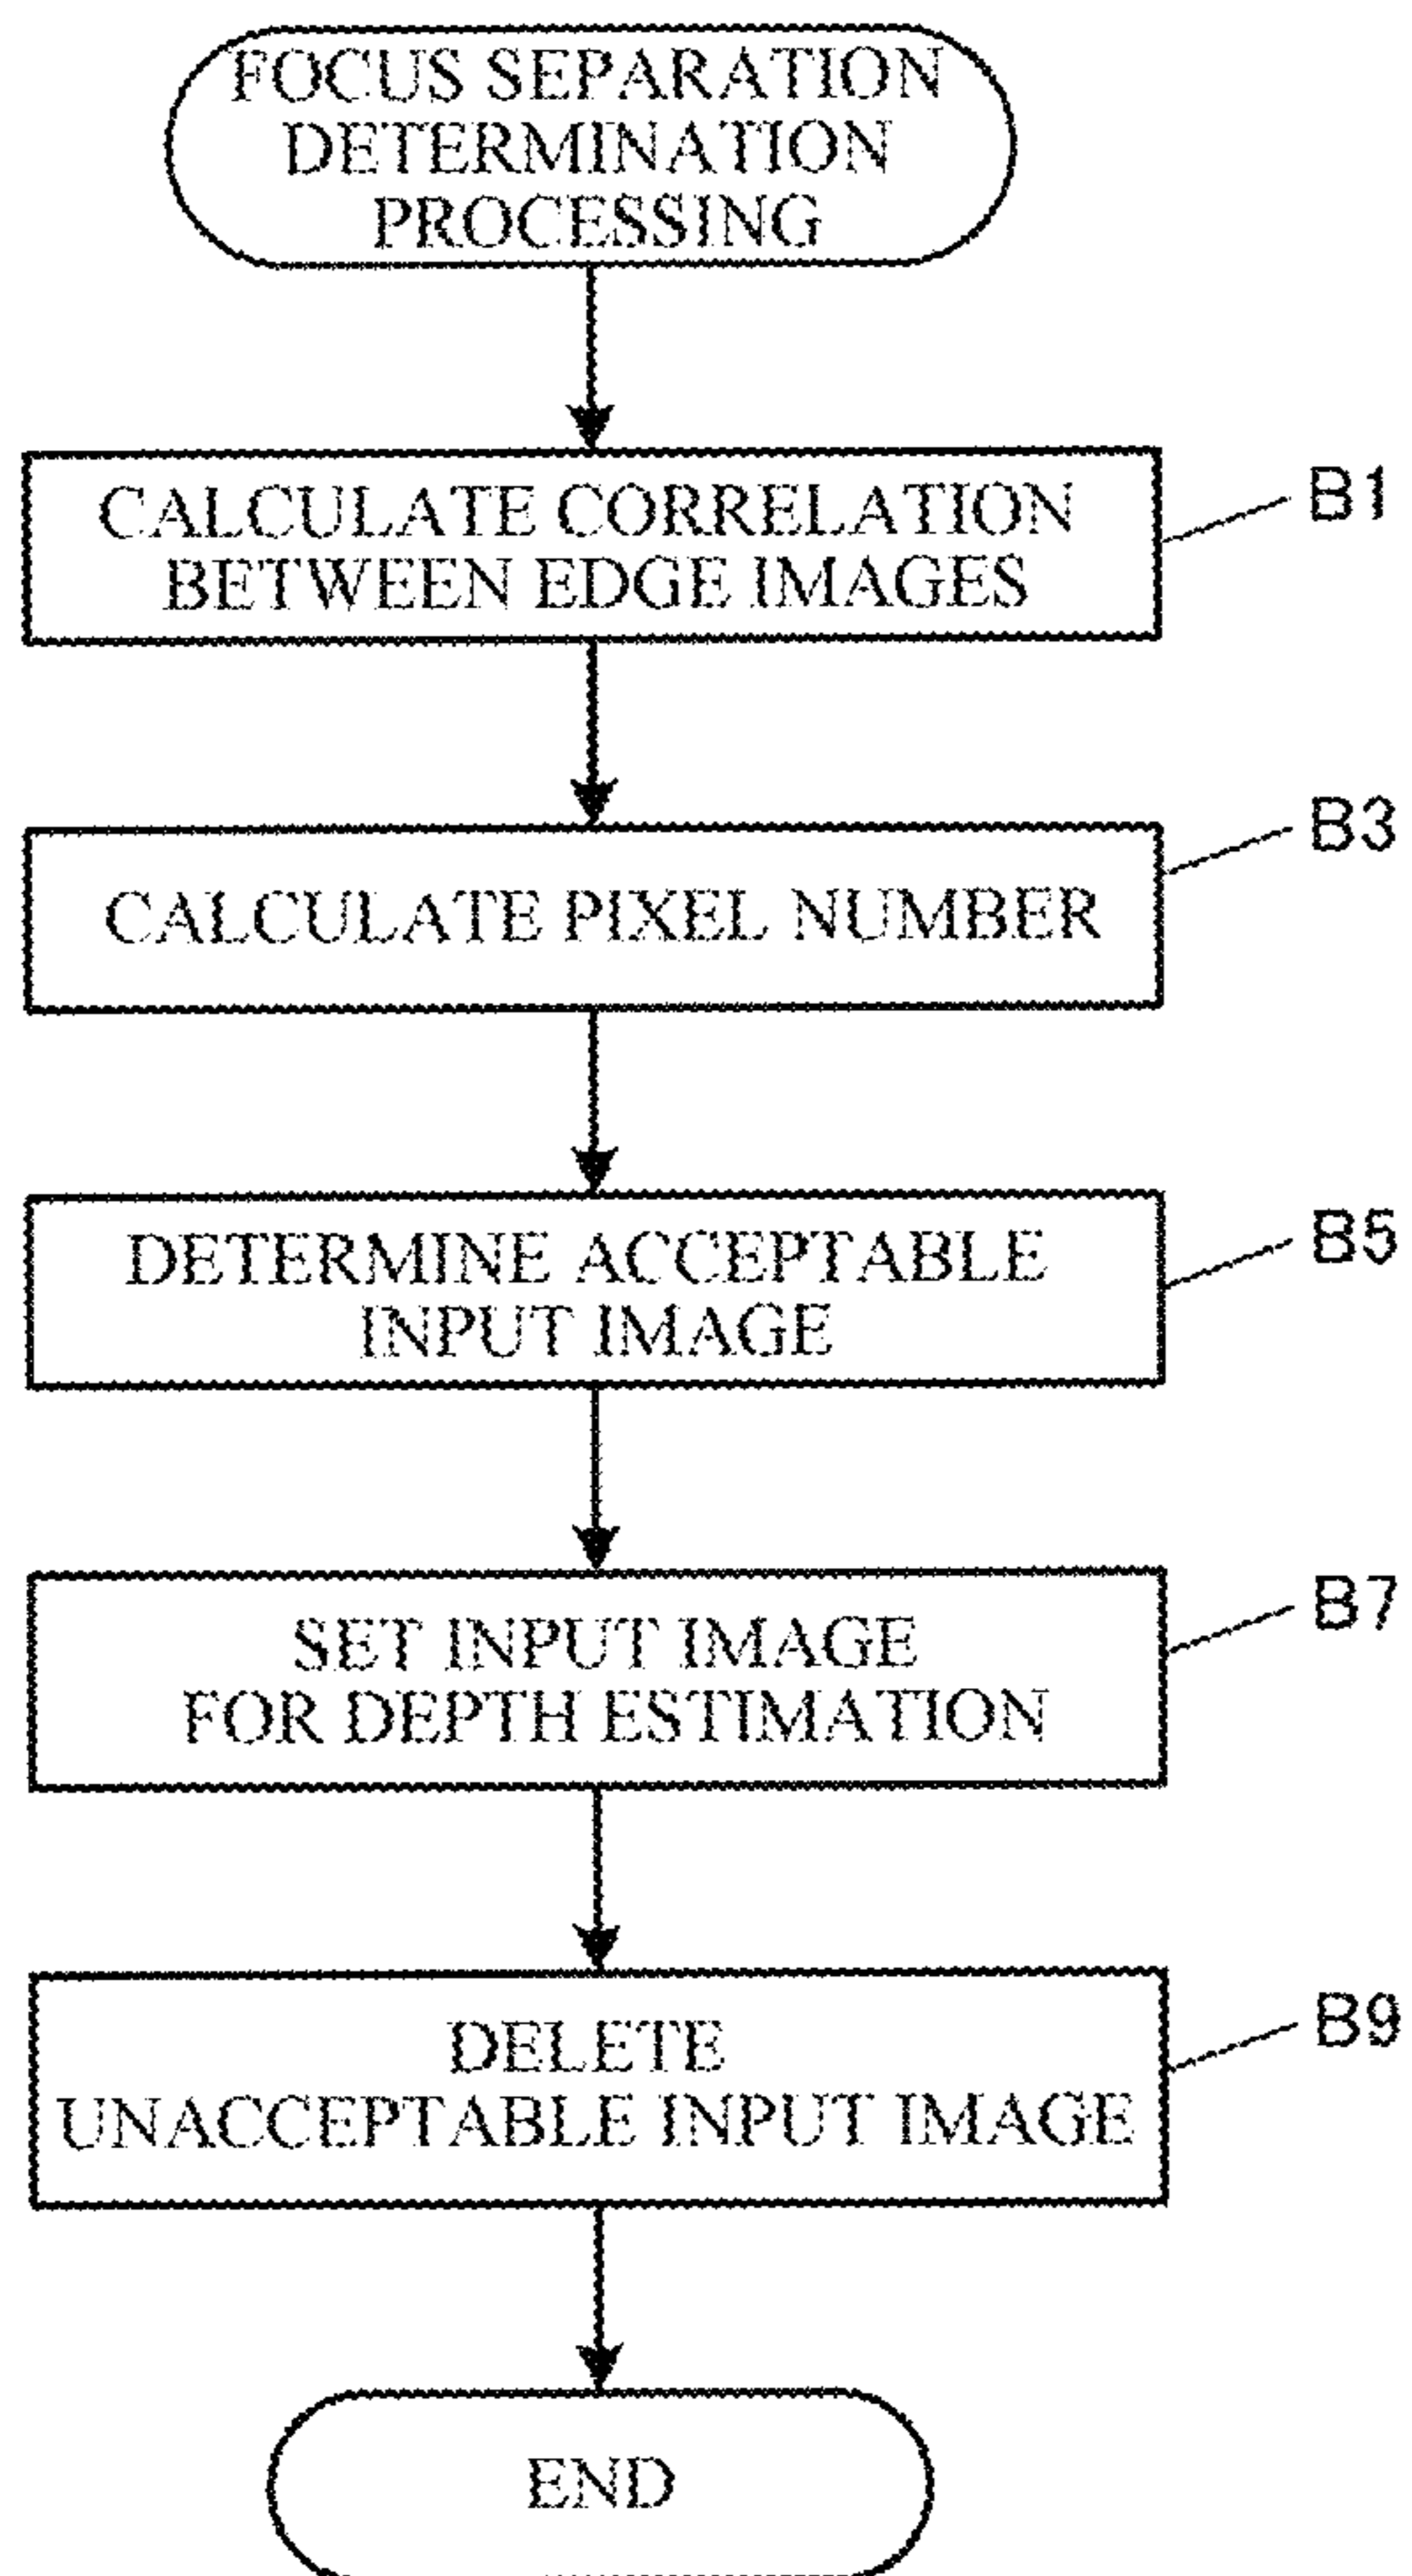 FOCUS SEPARATION
DETERMINATION
PROCESSING
CALCULATE CORRELATION
BETWEEN EDGE IMAGES
B1
CALCULATE PIXEL NUMBER
B3
DETERMINE ACCEPTABLE
INPUT IMAGE
B5
SET INPUT IMAGE
FOR DEPTH ESTIMATION
B7
DELETE
UNACCEPTABLE INPUT IMAGE
B9
END